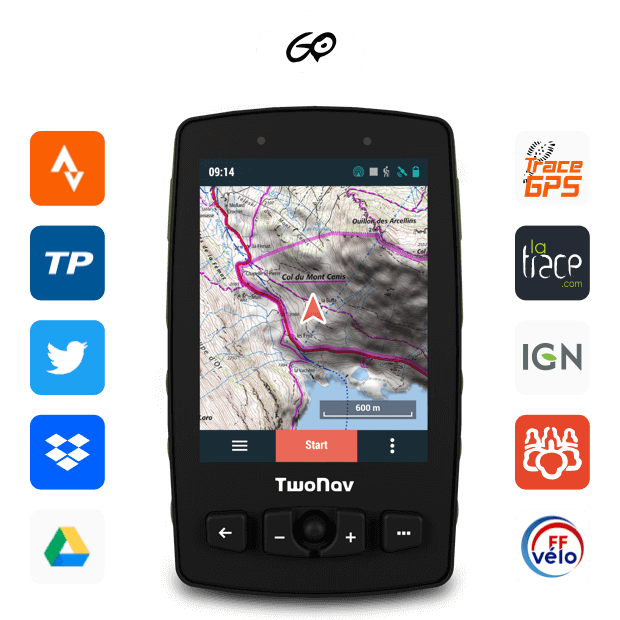 GO
09:14
Ouillon des Arcellins
Col du Mont Cenis
600 m
Start
TwoNav
TP
Trace
GPS
la
trace
.com
IGN
FF
vélo